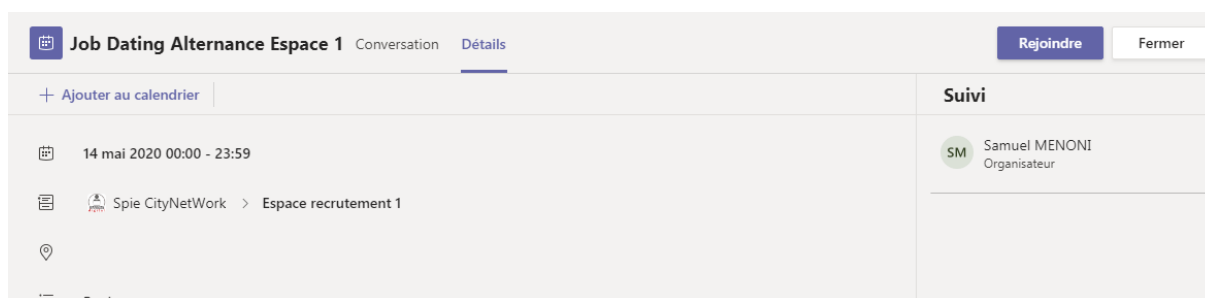 Job Dating Alternance Espace 1 Conversation Détails Rejoindre Fermer
+ Ajouter au calendrier
Suivi
14 mai 2020 00:00 - 23:59
SM Samuel MENONI
Organisateur
Spie CityNetWork > Espace recrutement 1